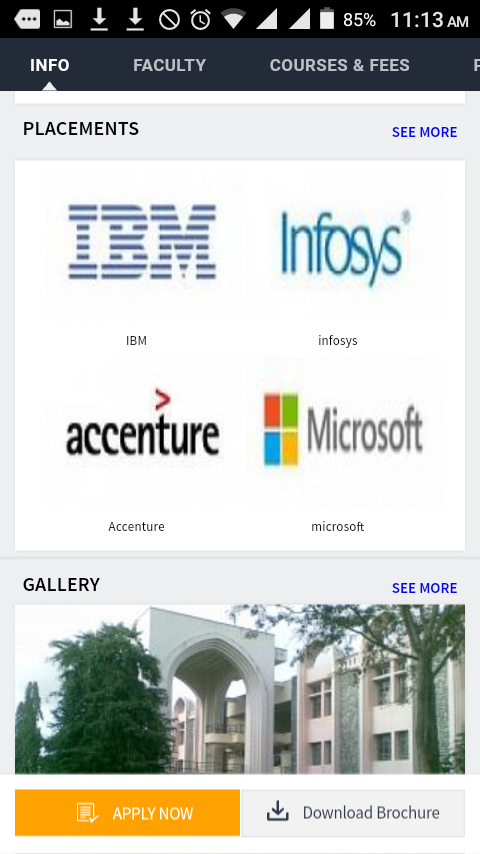 85% 11:13 AM
INFO FACULTY COURSES & FEES
PLACEMENTS SEE MORE
IBM Infosys®
IBM infosys
accenture Microsoft
Accenture microsoft
GALLERY SEE MORE
APPLY NOW Download Brochure